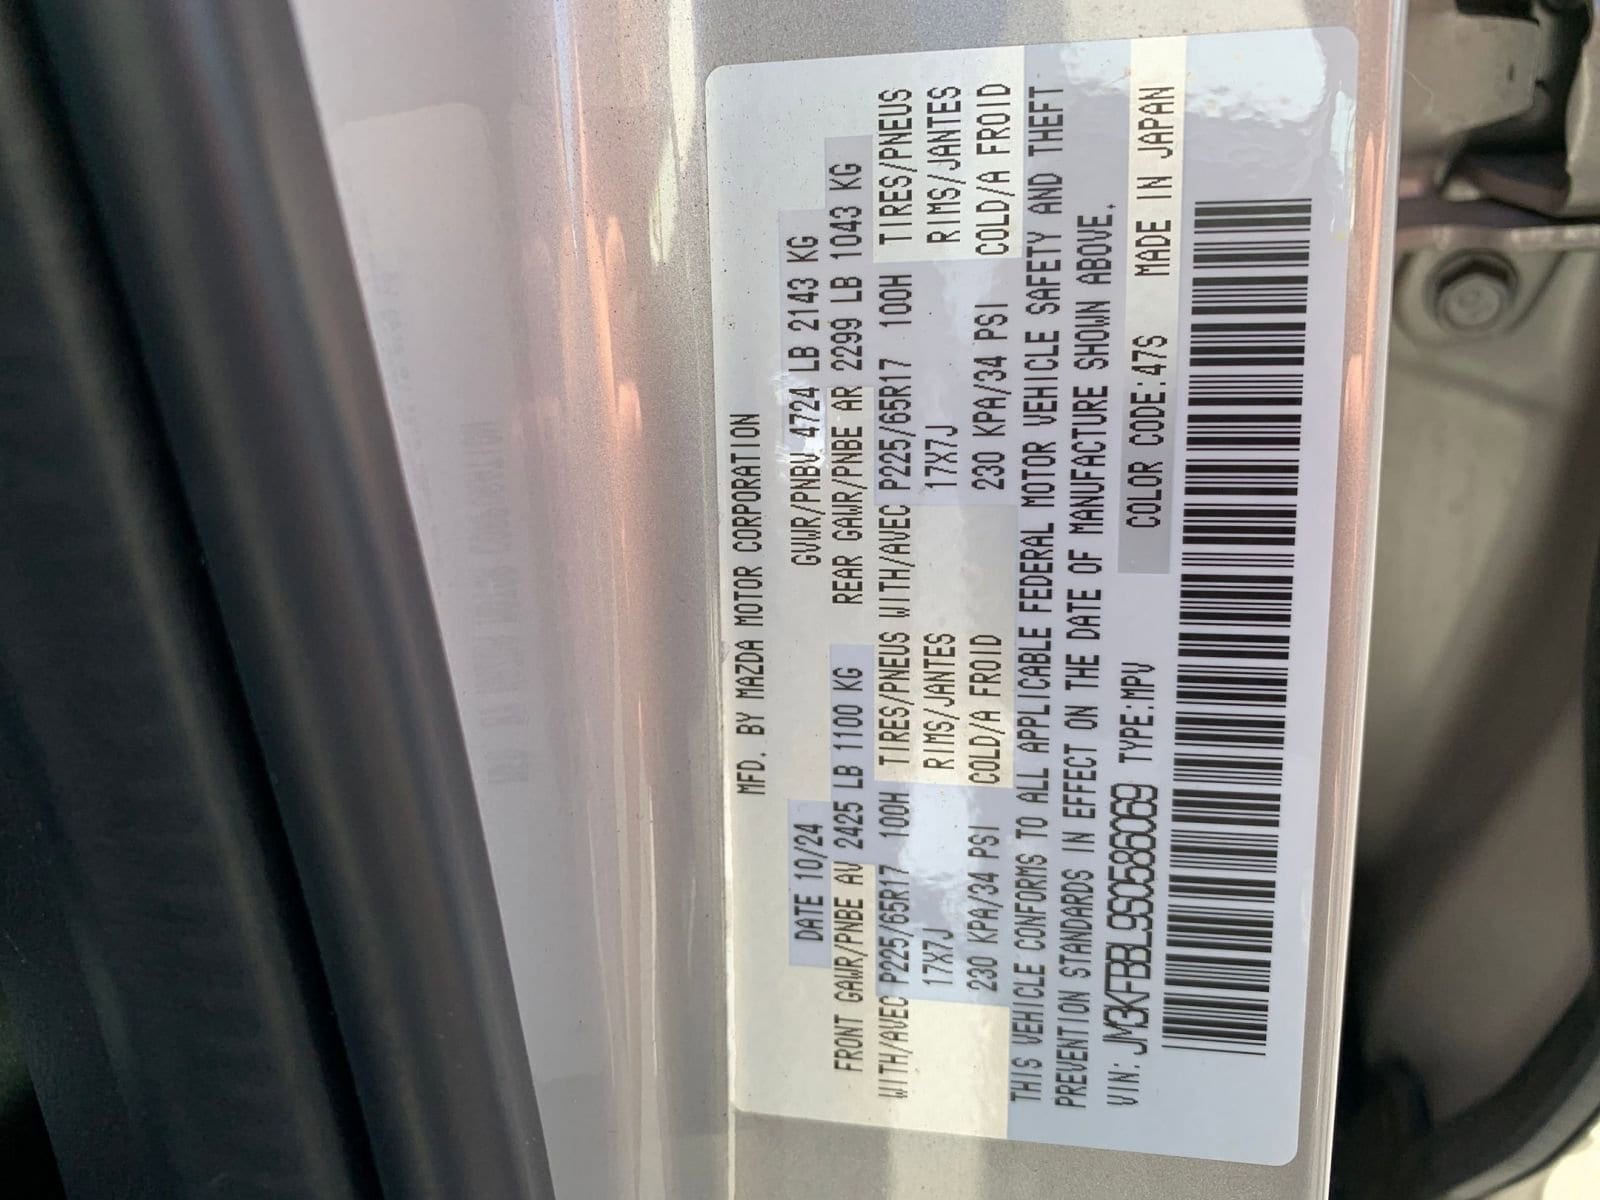 MFD. BY MAZDA MOTOR CORPORATION
DATE 10/24 GVWR/PNBV 4724 LB 2143 KG
FRONT GAWR/PNBE AV 2425 LB 1100 KG REAR GAWR/PNBE AR 2299 LB 1043 KG
WITH/AVEC P225/65R17 100H TIRES/PNEUS WITH/AVEC P225/65R17 100H TIRES/PNEUS
17X7J RIMS/JANTES 17X7J RIMS/JANTES
230 KPA/34 PSI COLD/A FROID 230 KPA/34 PSI COLD/A FROID
THIS VEHICLE CONFORMS TO ALL APPLICABLE FEDERAL MOTOR VEHICLE SAFETY AND THEFT
PREVENTION STANDARDS IN EFFECT ON THE DATE OF MANUFACTURE SHOWN ABOVE.
VIN: JM3KFBBL9S0586069 TYPE:MPV COLOR CODE:47S MADE IN JAPAN